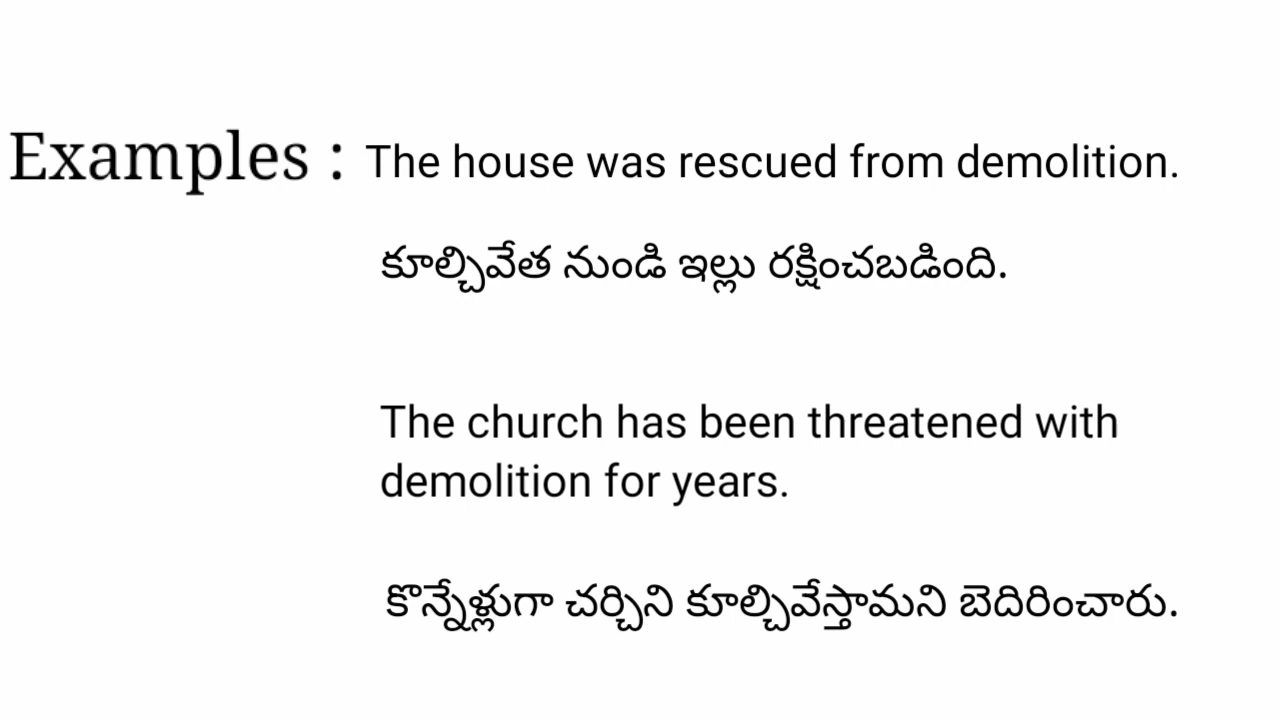 Examples : The house was rescued from demolition.
కూల్చివేత నుండి ఇల్లు రక్షించబడింది.
The church has been threatened with
demolition for years.
కొన్నేళ్లుగా చర్చిని కూల్చివేస్తామని బెదిరించారు.